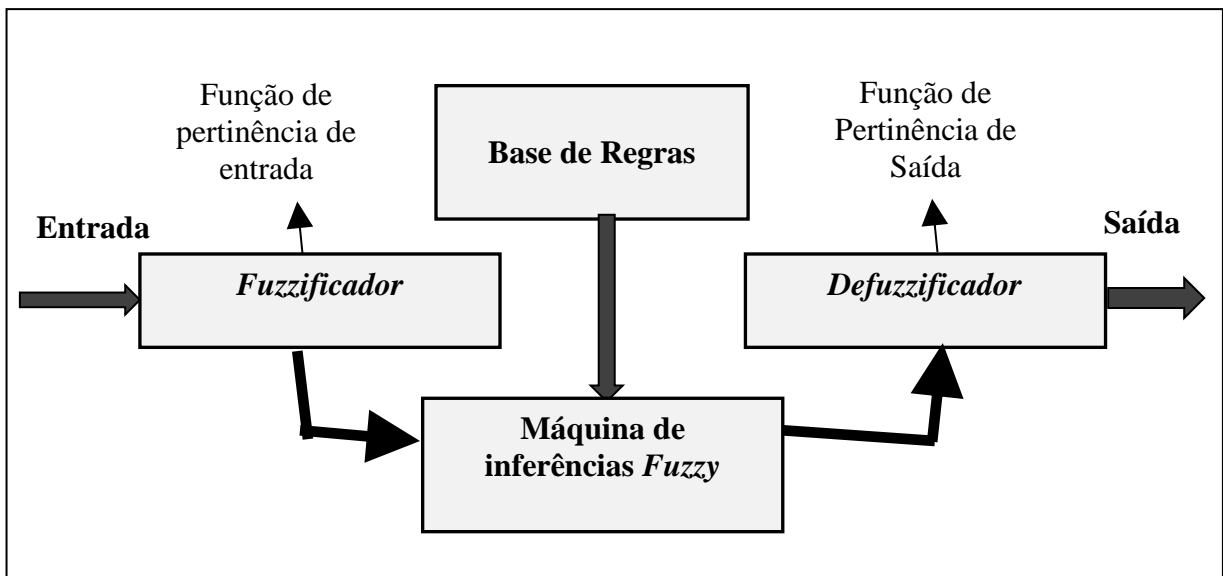 Função de
pertinência de
entrada
Base de Regras
Função de
Pertinência de
Saída
Entrada
Saída
Fuzzificador
Defuzzificador
Máquina de
inferências Fuzzy